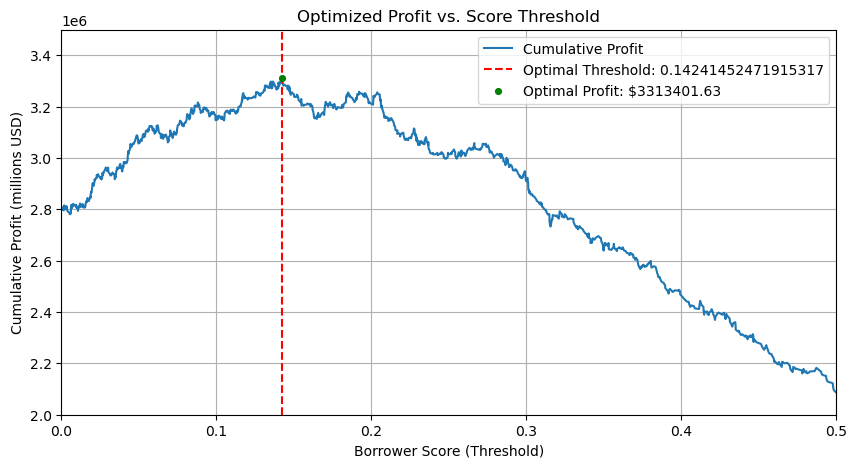 Optimized Profit vs. Score Threshold
1e6
3.4
3.2
3.0
2.8
2.6
2.4
2.2
2.0
Cumulative Profit (millions USD)
Cumulative Profit
Optimal Threshold: 0.14241452471915317
Optimal Profit: $3313401.63
0.0 0.1 0.2 0.3 0.4 0.5
Borrower Score (Threshold)